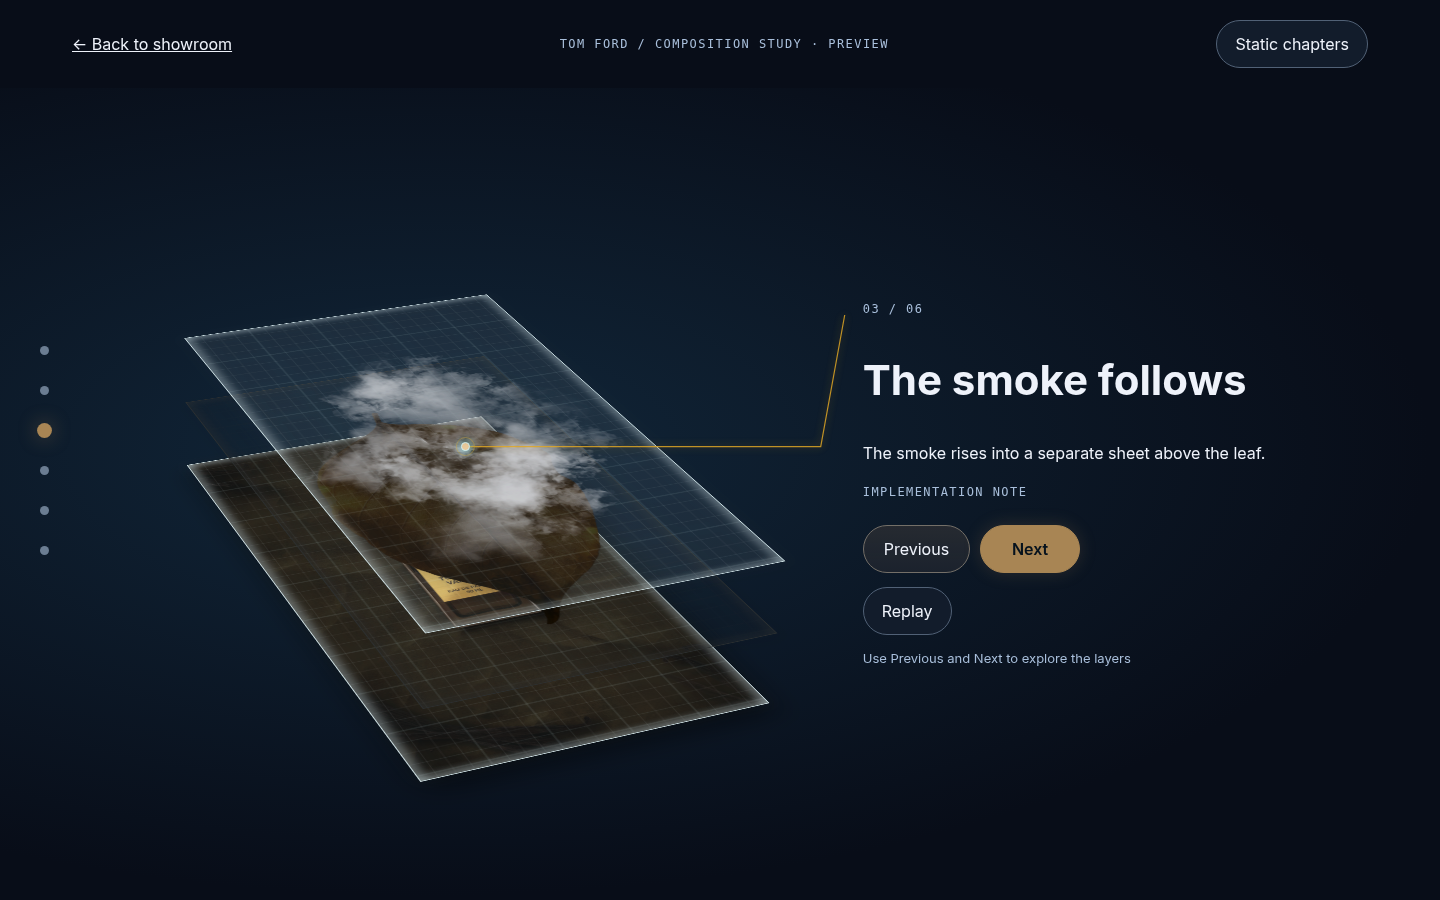 ← Back to showroom
TOM FORD / COMPOSITION STUDY · PREVIEW
Static chapters
03 / 06
The smoke follows
The smoke rises into a separate sheet above the leaf.
IMPLEMENTATION NOTE
Previous
Next
Replay
Use Previous and Next to explore the layers